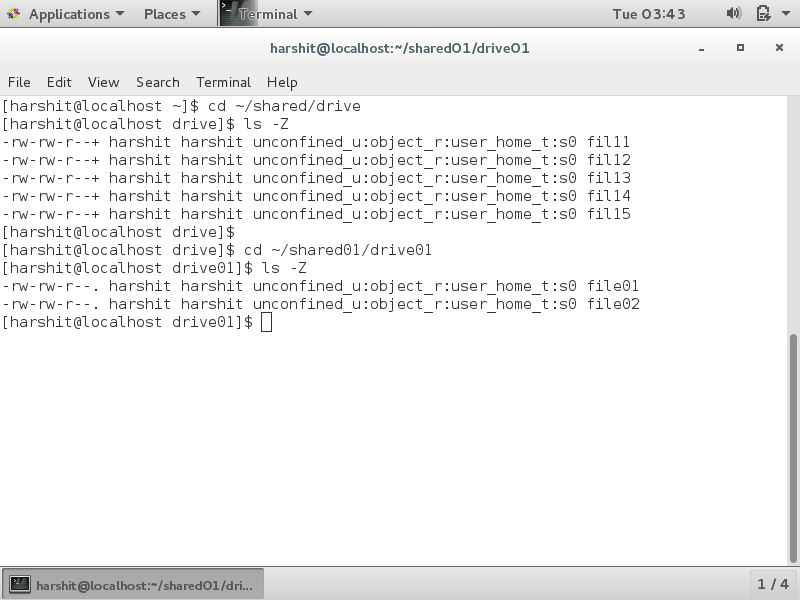 Applications Places Terminal Tue 03:43
harshit@localhost:~/shared01/drive01
File Edit View Search Terminal Help
[harshit@localhost ~]$ cd ~/shared/drive
[harshit@localhost drive]$ ls -Z
-rw-rw-r--+ harshit harshit unconfined_u:object_r:user_home_t:s0 fil11
-rw-rw-r--+ harshit harshit unconfined_u:object_r:user_home_t:s0 fil12
-rw-rw-r--+ harshit harshit unconfined_u:object_r:user_home_t:s0 fil13
-rw-rw-r--+ harshit harshit unconfined_u:object_r:user_home_t:s0 fil14
-rw-rw-r--+ harshit harshit unconfined_u:object_r:user_home_t:s0 fil15
[harshit@localhost drive]$
[harshit@localhost drive]$ cd ~/shared01/drive01
[harshit@localhost drive01]$ ls -Z
-rw-rw-r--. harshit harshit unconfined_u:object_r:user_home_t:s0 file01
-rw-rw-r--. harshit harshit unconfined_u:object_r:user_home_t:s0 file02
[harshit@localhost drive01]$
harshit@localhost:~/shared01/dri... 1 / 4